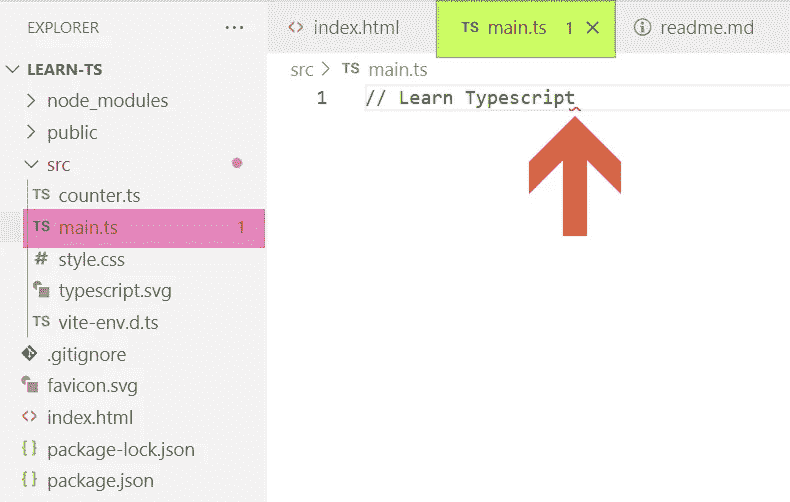 EXPLORER ...
LEARN-TS
node_modules
public
src
TS counter.ts
TS main.ts 1
# style.css
typescript.svg
TS vite-env.d.ts
.gitignore
favicon.svg
<> index.html
{} package-lock.json
{} package.json
<> index.html TS main.ts 1 × ⓘ readme.md
src > TS main.ts
1 // Learn Typescript